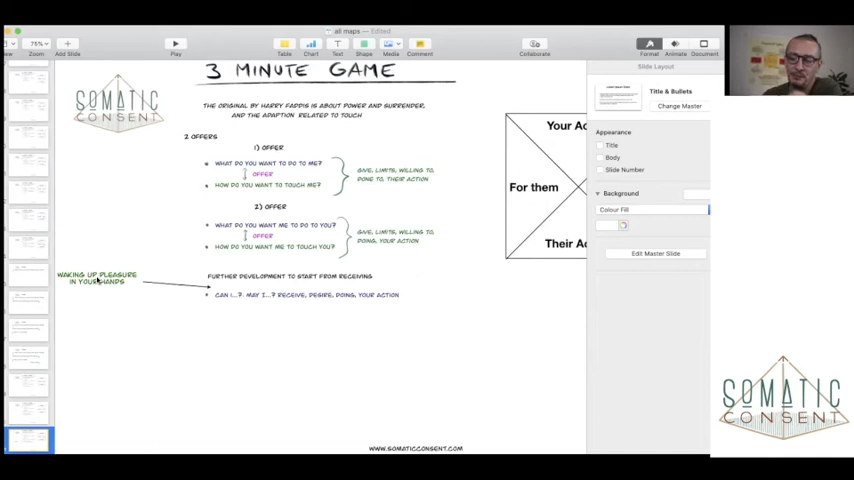 all maps — Edited
75%
Zoom
Add Slide
Play
Table
Chart
Text
Shape
Media
Comment
Collaborate
Format
Animate
Document
3 MINUTE GAME
SOMATIC
CONSENT
THE ORIGINAL BY HARRY FADDIS IS ABOUT POWER AND SURRENDER,
AND THE ADAPTION RELATED TO TOUCH
2 OFFERS
1) OFFER
WHAT DO YOU WANT TO DO TO ME?
OFFER
HOW DO YOU WANT TO TOUCH ME?
GIVE, LIMITS, WILLING TO,
DONE TO, THEIR ACTION
2) OFFER
WHAT DO YOU WANT ME TO DO TO YOU?
OFFER
HOW DO YOU WANT ME TO TOUCH YOU?
GIVE, LIMITS, WILLING TO,
DOING, YOUR ACTION
WAKING UP PLEASURE
IN YOUR HANDS
FURTHER DEVELOPMENT TO START FROM RECEIVING
CAN I...? MAY I...? RECEIVE, DESIRE, DOING, YOUR ACTION
WWW.SOMATICCONSENT.COM
Your Ac
For them
Their Ac
Slide Layout
Title & Bullets
Change Master
Appearance
Title
Body
Slide Number
Background
Colour Fill
Edit Master Slide
SOMATIC
CONSENT